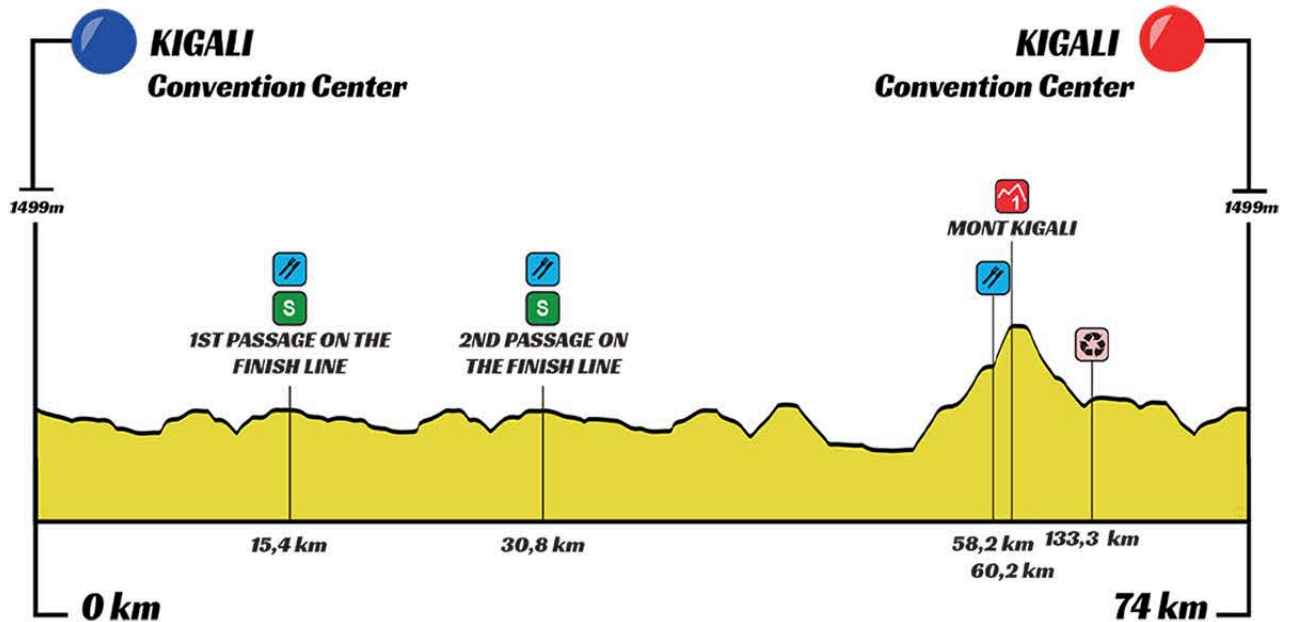 KIGALI
Convention Center
KIGALI
Convention Center
1499m
1499m
1
MONT KIGALI
S
S
1ST PASSAGE ON THE
FINISH LINE
2ND PASSAGE ON
THE FINISH LINE
15,4 km
30,8 km
58,2 km
133,3 km
60,2 km
0 km
74 km